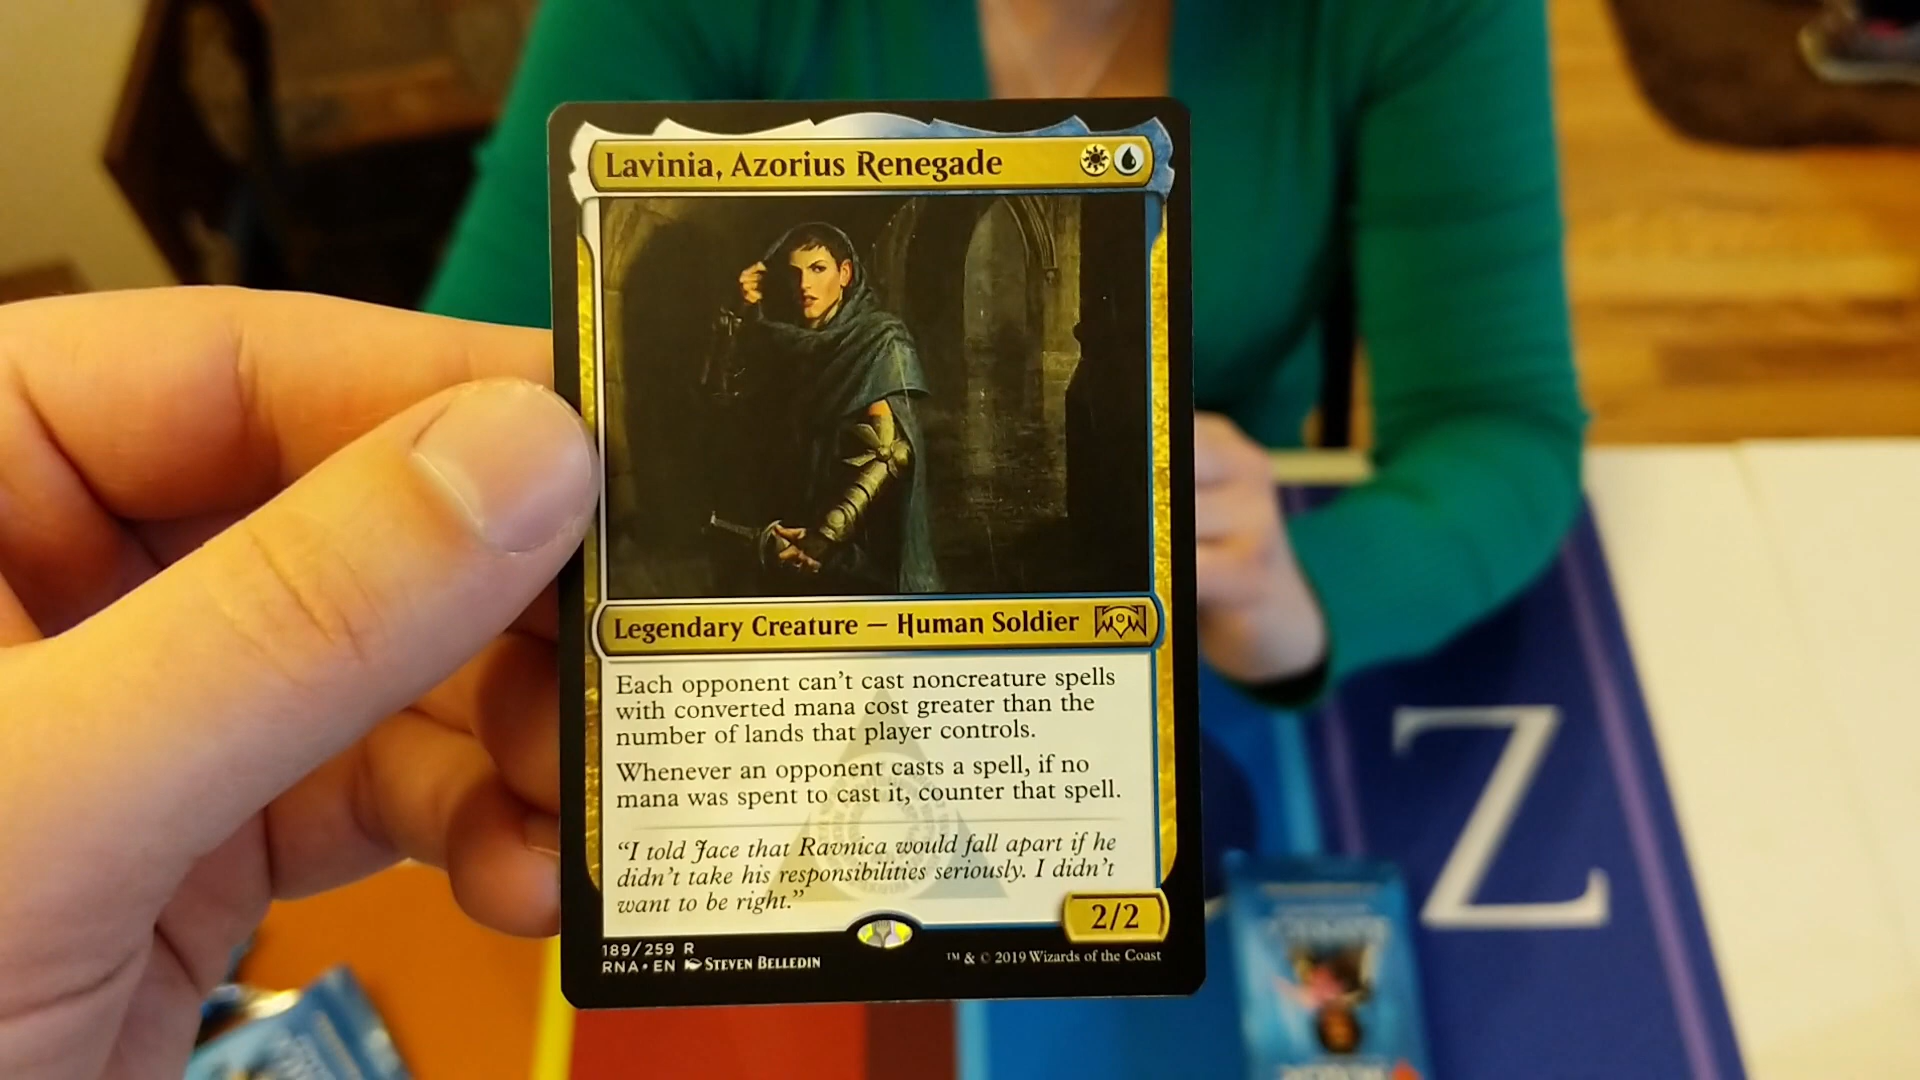 Lavinia, Azorius Renegade
Legendary Creature — Human Soldier
Each opponent can't cast noncreature spells
with converted mana cost greater than the
number of lands that player controls.
Whenever an opponent casts a spell, if no
mana was spent to cast it, counter that spell.
“I told Jace that Ravnica would fall apart if he
didn't take his responsibilities seriously. I didn't
want to be right.”
2/2
189/259 R
RNA • EN STEVEN BELLEDIN
™ & © 2019 Wizards of the Coast
Z